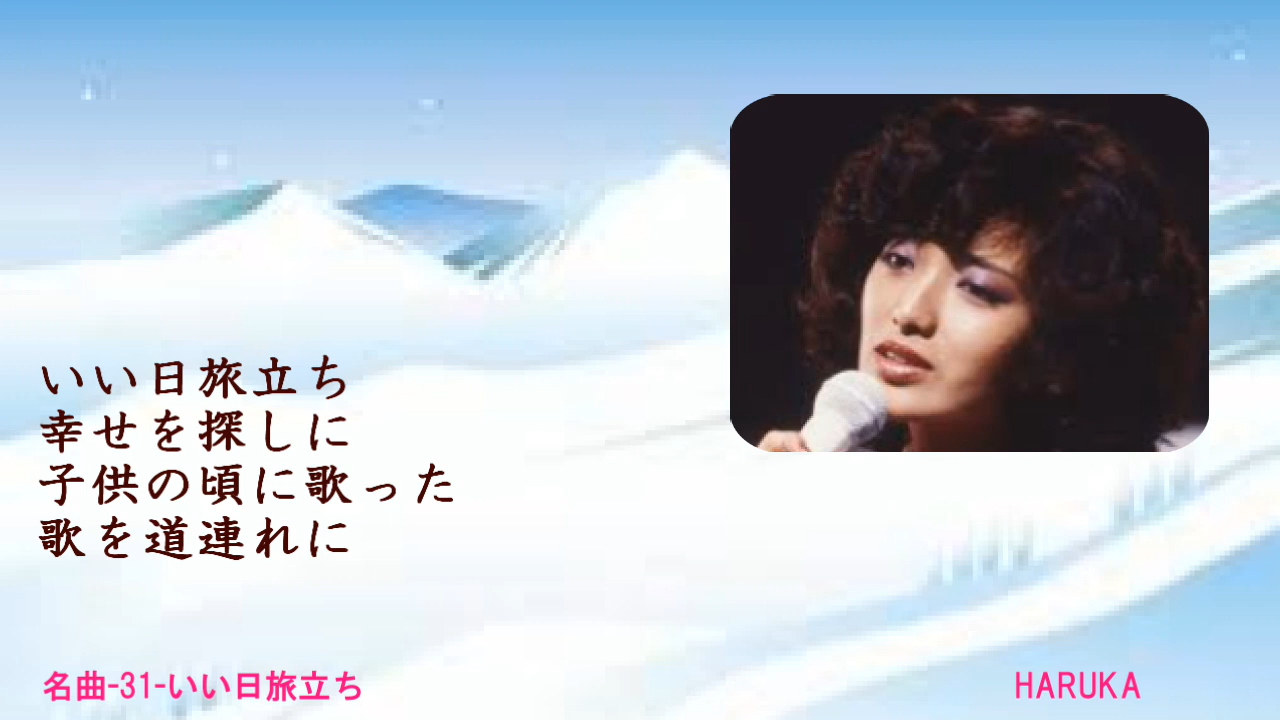 いい日旅立ち
幸せを探しに
子供の頃に歌った
歌を道連れに
名曲-31-いい日旅立ち
HARUKA